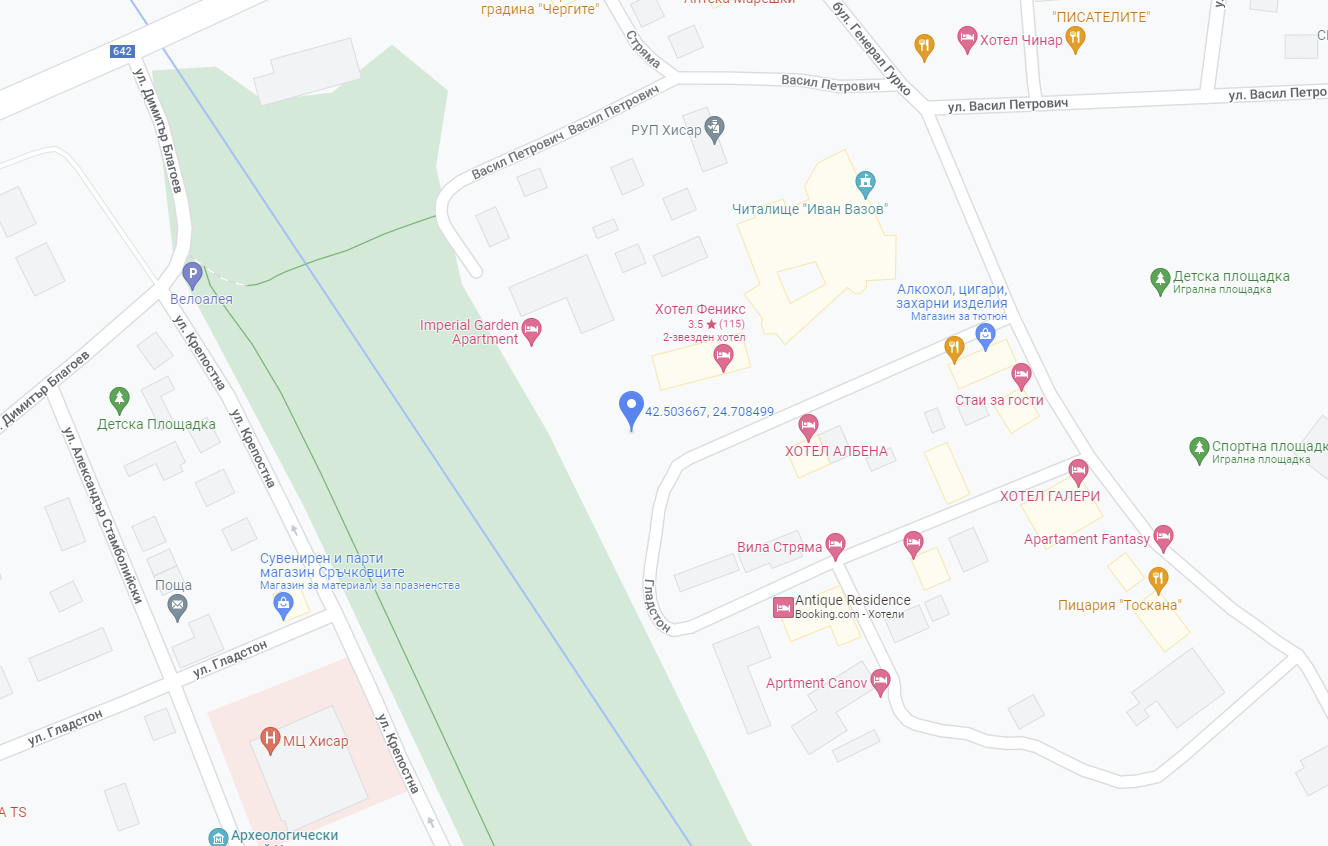 градина "Чергите"
Аптека Марешки
"ПИСАТЕЛИТЕ"
Хотел Чинар
бул. Генерал Гурко
Стряма
642
ул. Димитър Благоев
Васил Петрович
Васил Петрович
Васил Петрович
ул. Васил Петрович
ул. Васил Петро
РУП Хисар
Читалище "Иван Вазов"
Велоалея
Детска площадка
Игрална площадка
Алкохол, цигари,
захарни изделия
Магазин за тютюн
Хотел Феникс
3.5 ★ (115)
2-звезден хотел
Imperial Garden
Apartment
ул. Крепостна
. Димитър Благоев
Стаи за гости
42.503667, 24.708499
Детска Площадка
ул. Крепостна
ул. Александър Стамболийски
ХОТЕЛ АЛБЕНА
Спортна площадк
Игрална площадка
ХОТЕЛ ГАЛЕРИ
Вила Стряма
Apartament Fantasy
Сувенирен и парти
магазин Сръчковците
Магазин за материали за празненства
Поща
Гладстон
Antique Residence
Booking.com - Хотели
Пицария "Тоскана"
ул. Гладстон
Aprtment Canov
ул. Гладстон
МЦ Хисар
ул. Крепостна
A TS
Археологически